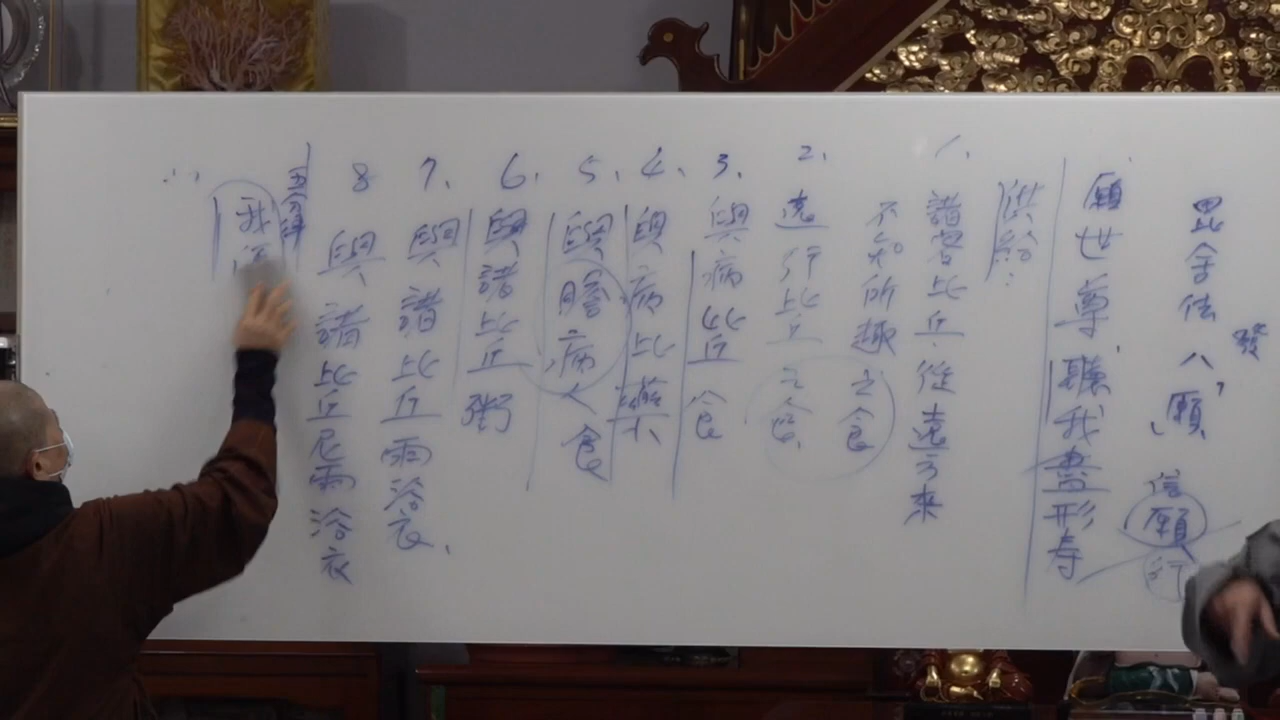 毘舍佉發八願
信願行
願世尊聽我盡形壽
供給：
1、諸客比丘從遠方來
不知所趣之食
2、遠行比丘之食
3、與病比丘食
4、與病比丘藥
5、與瞻病人食
6、與諸比丘粥
7、與諸比丘雨浴衣、
8 與諸比丘尼雨浴衣
我